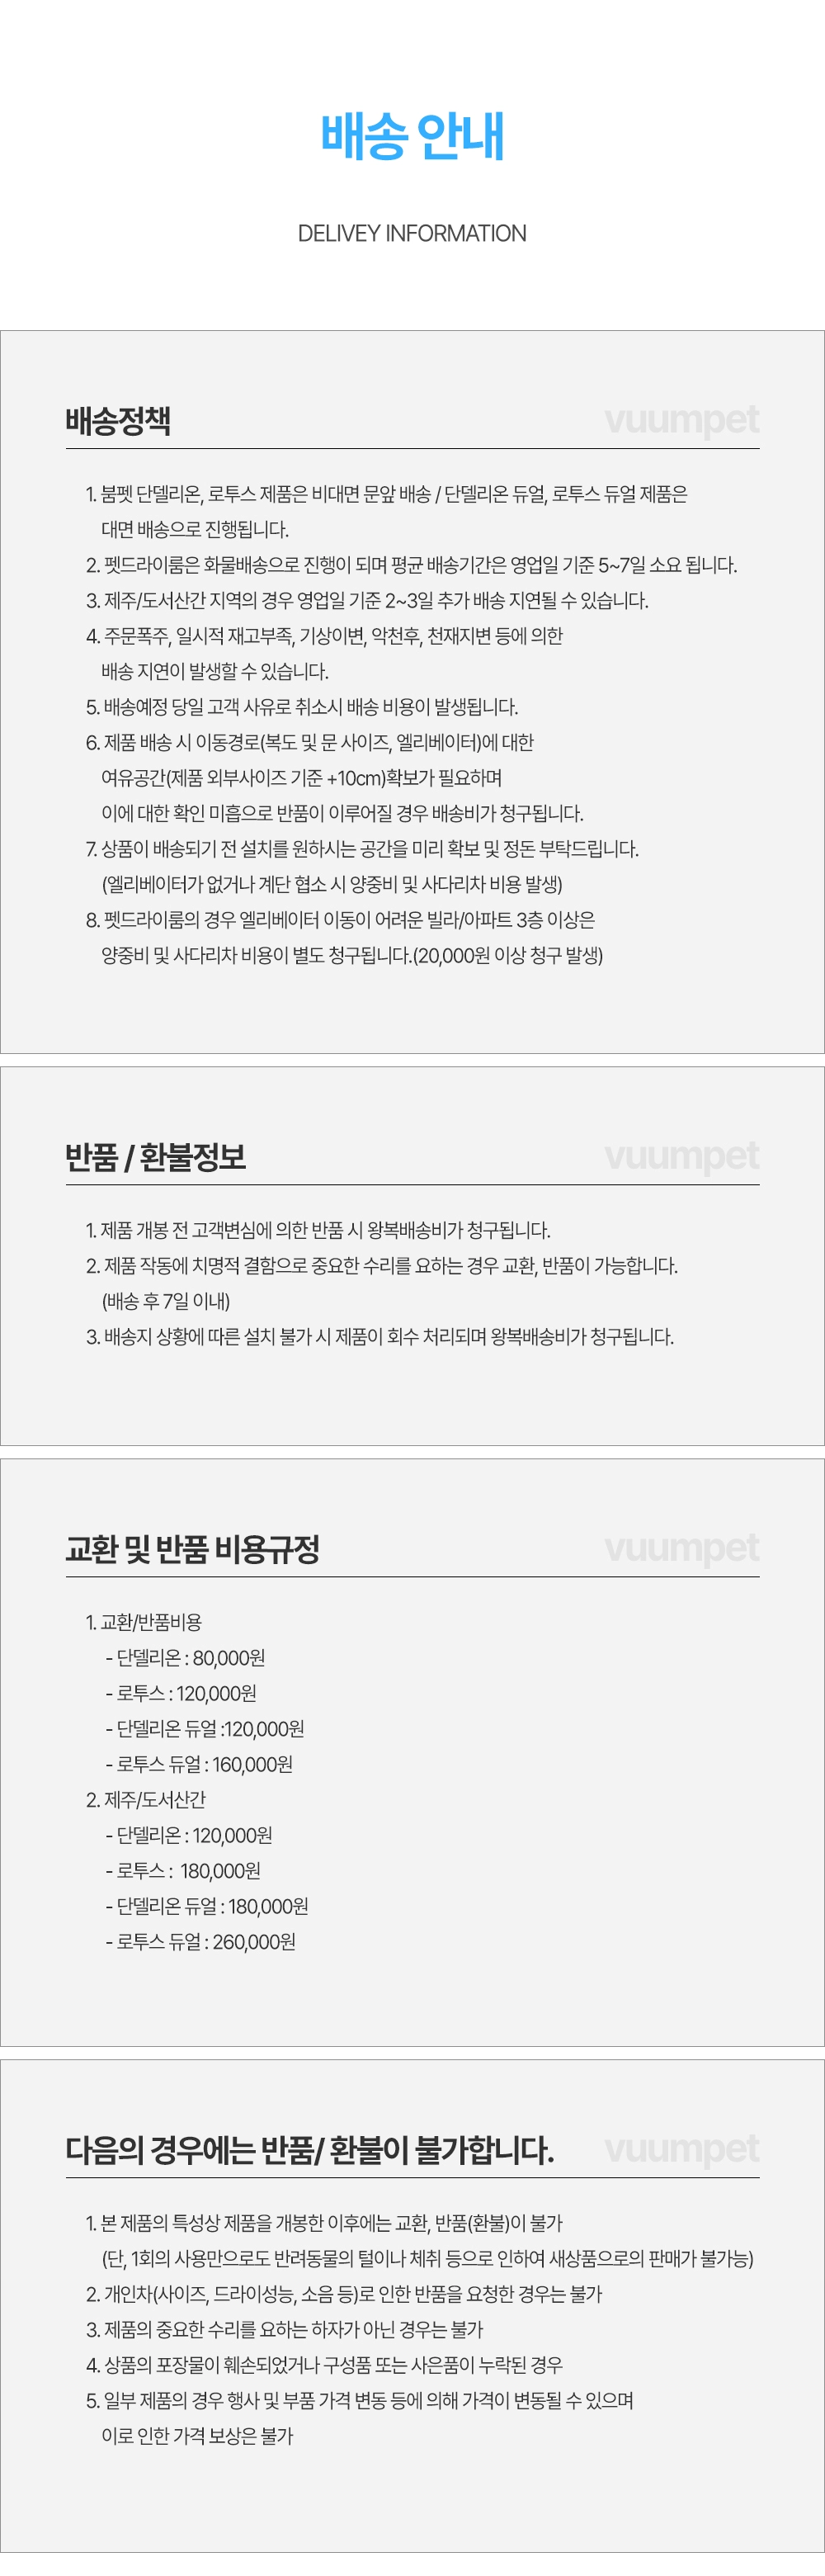 배송 안내
DELIVEY INFORMATION
배송정책
vuumpet
1. 붐펫 단델리온, 로투스 제품은 비대면 문앞 배송 / 단델리온 듀얼, 로투스 듀얼 제품은
대면 배송으로 진행됩니다.
2. 펫드라이룸은 화물배송으로 진행이 되며 평균 배송기간은 영업일 기준 5~7일 소요 됩니다.
3. 제주/도서산간 지역의 경우 영업일 기준 2~3일 추가 배송 지연될 수 있습니다.
4. 주문폭주, 일시적 재고부족, 기상이변, 악천후, 천재지변 등에 의한
배송 지연이 발생할 수 있습니다.
5. 배송예정 당일 고객 사유로 취소시 배송 비용이 발생됩니다.
6. 제품 배송 시 이동경로(복도 및 문 사이즈, 엘리베이터)에 대한
여유공간(제품 외부사이즈 기준 +10cm)확보가 필요하며
이에 대한 확인 미흡으로 반품이 이루어질 경우 배송비가 청구됩니다.
7. 상품이 배송되기 전 설치를 원하시는 공간을 미리 확보 및 정돈 부탁드립니다.
(엘리베이터가 없거나 계단 협소 시 양중비 및 사다리차 비용 발생)
8. 펫드라이룸의 경우 엘리베이터 이동이 어려운 빌라/아파트 3층 이상은
양중비 및 사다리차 비용이 별도 청구됩니다.(20,000원 이상 청구 발생)
반품 / 환불정보
vuumpet
1. 제품 개봉 전 고객변심에 의한 반품 시 왕복배송비가 청구됩니다.
2. 제품 작동에 치명적 결함으로 중요한 수리를 요하는 경우 교환, 반품이 가능합니다.
(배송 후 7일 이내)
3. 배송지 상황에 따른 설치 불가 시 제품이 회수 처리되며 왕복배송비가 청구됩니다.
교환 및 반품 비용규정
vuumpet
1. 교환/반품비용
- 단델리온 : 80,000원
- 로투스 : 120,000원
- 단델리온 듀얼 :120,000원
- 로투스 듀얼 : 160,000원
2. 제주/도서산간
- 단델리온 : 120,000원
- 로투스 : 180,000원
- 단델리온 듀얼 : 180,000원
- 로투스 듀얼 : 260,000원
다음의 경우에는 반품/ 환불이 불가합니다.
vuumpet
1. 본 제품의 특성상 제품을 개봉한 이후에는 교환, 반품(환불)이 불가
(단, 1회의 사용만으로도 반려동물의 털이나 체취 등으로 인하여 새상품으로의 판매가 불가능)
2. 개인차(사이즈, 드라이성능, 소음 등)로 인한 반품을 요청한 경우는 불가
3. 제품의 중요한 수리를 요하는 하자가 아닌 경우는 불가
4. 상품의 포장물이 훼손되었거나 구성품 또는 사은품이 누락된 경우
5. 일부 제품의 경우 행사 및 부품 가격 변동 등에 의해 가격이 변동될 수 있으며
이로 인한 가격 보상은 불가